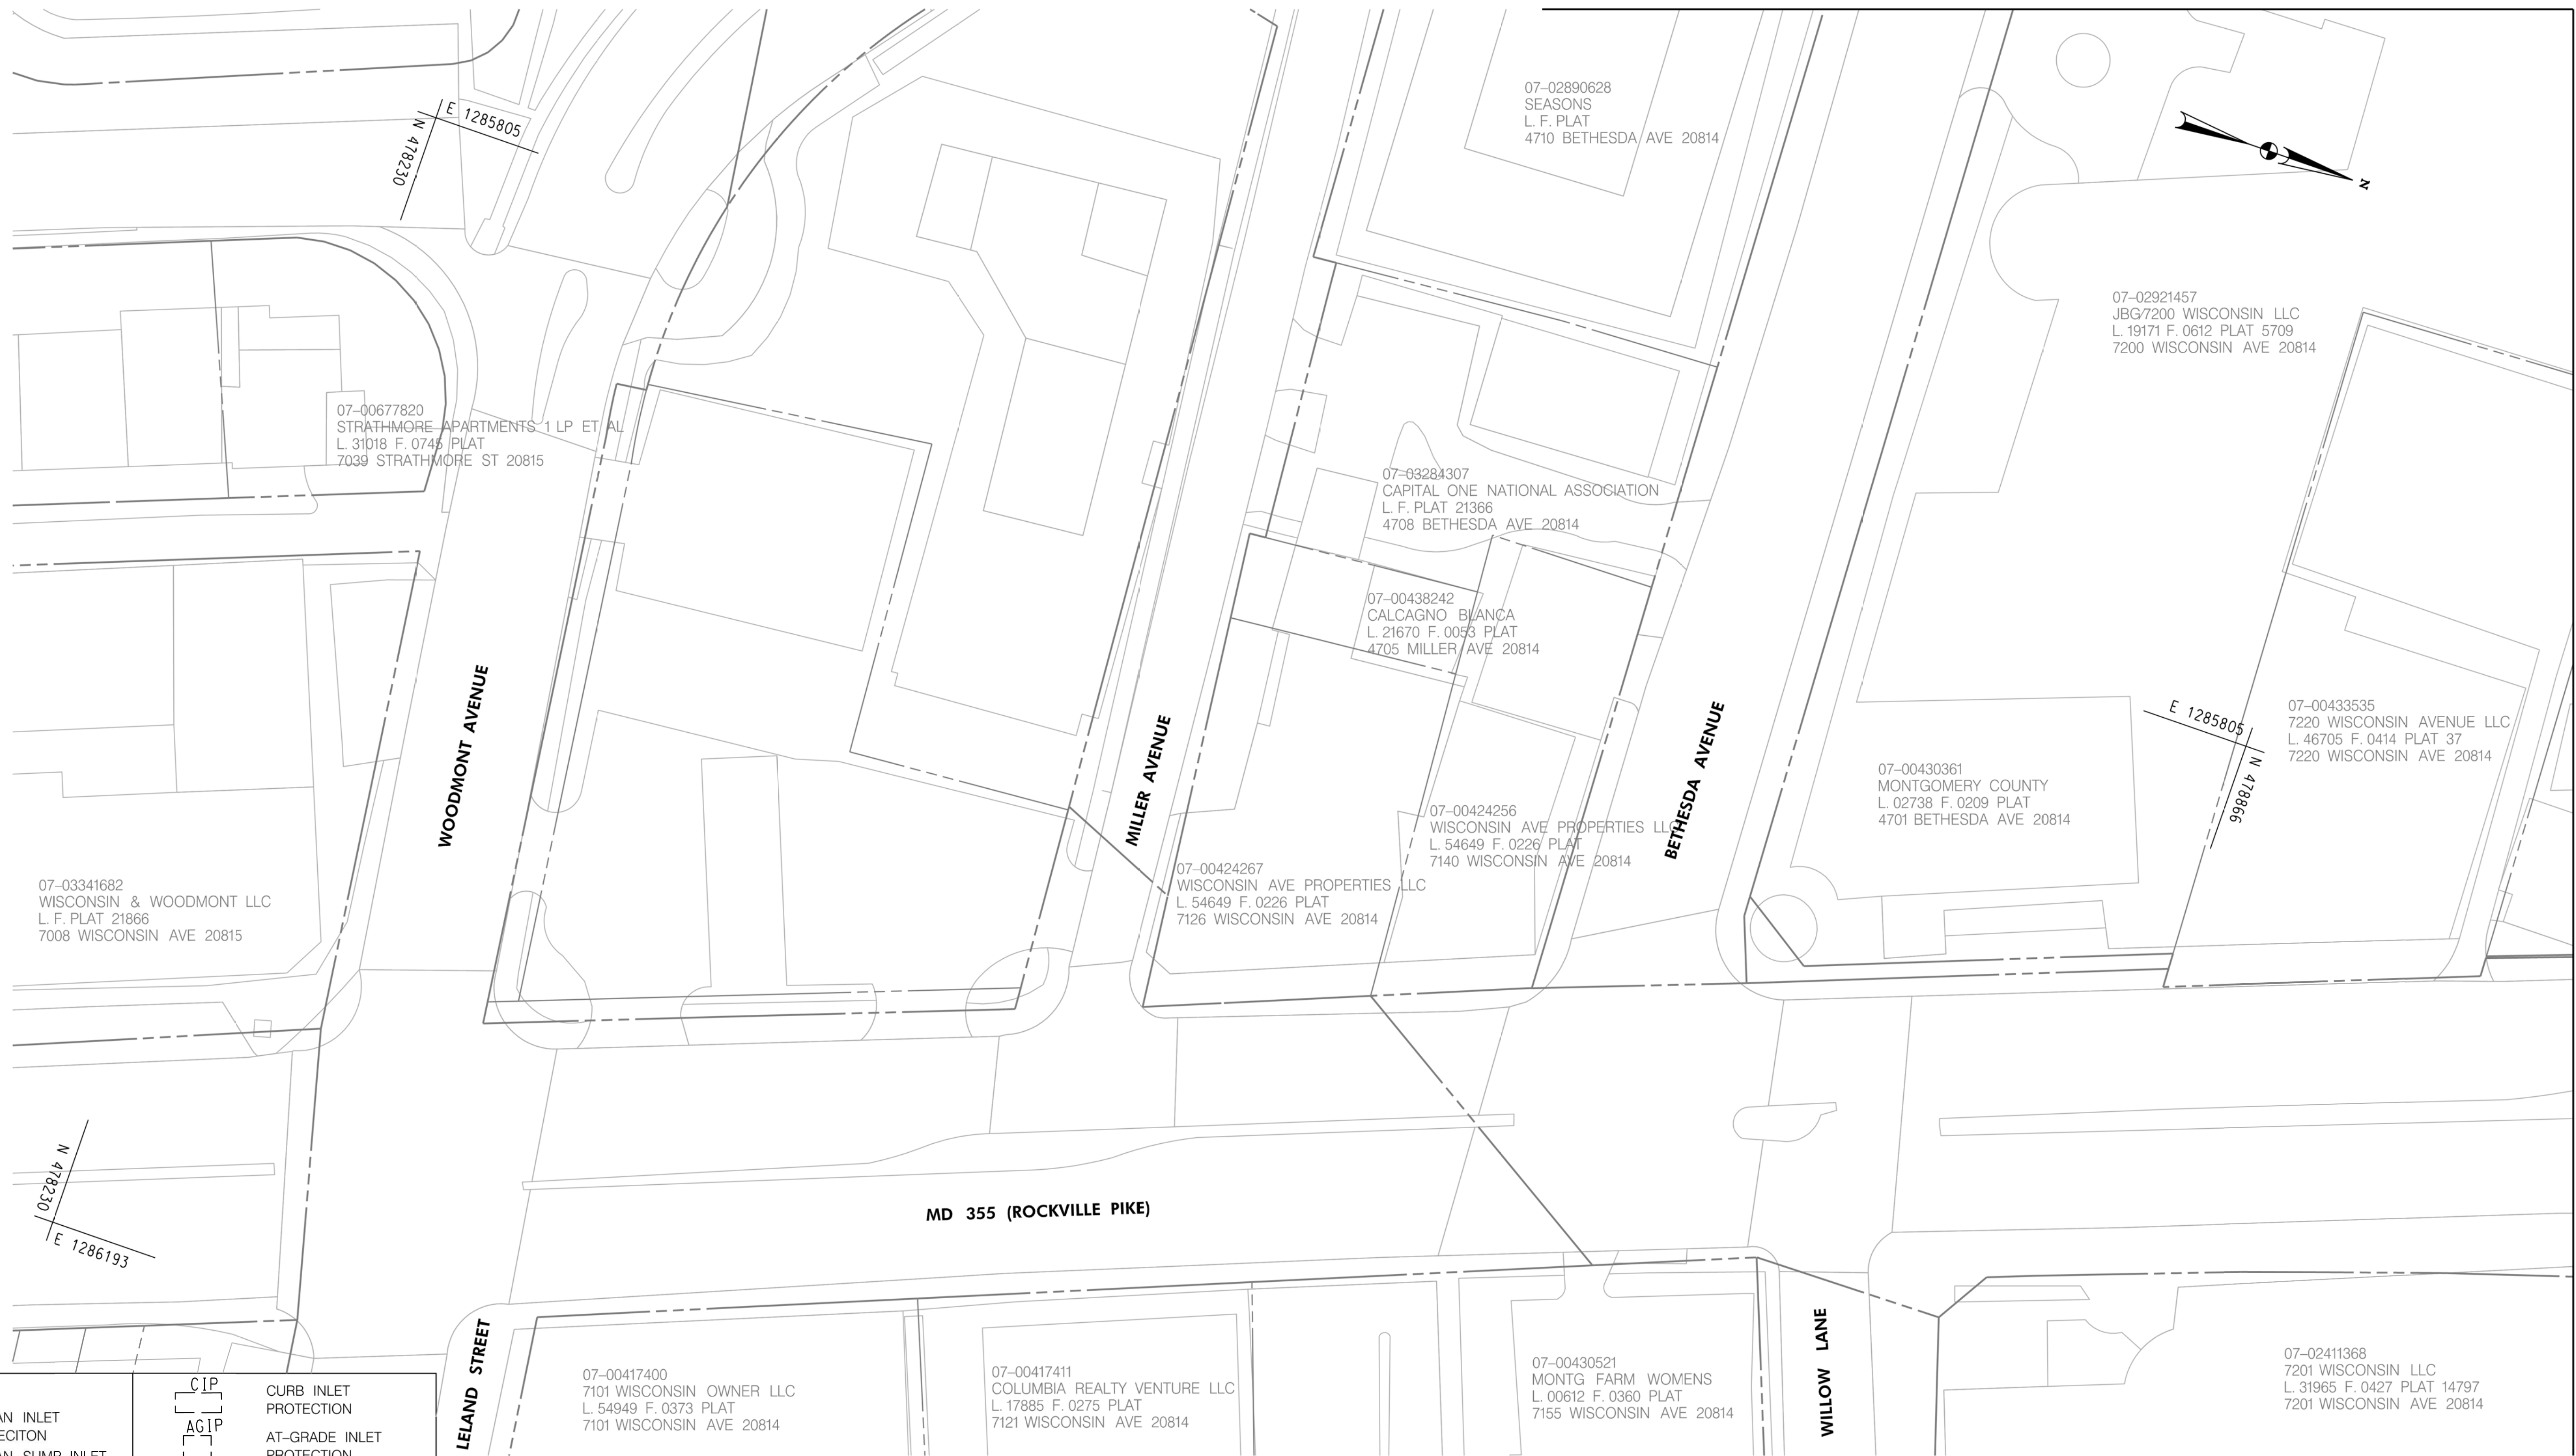 07-02890628
SEASONS
L. F. PLAT
4710 BETHESDA AVE 20814
E 1285805
N 478230
N
07-02921457
JBG/7200 WISCONSIN LLC
L. 19171 F. 0612 PLAT 5709
7200 WISCONSIN AVE 20814
07-00677820
STRATHMORE APARTMENTS 1 LP ET AL
L. 31018 F. 0745 PLAT
7039 STRATHMORE ST 20815
07-03284307
CAPITAL ONE NATIONAL ASSOCIATION
L. F. PLAT 21366
4708 BETHESDA AVE 20814
07-00438242
CALCAGNO BLANCA
L. 21670 F. 0053 PLAT
4705 MILLER AVE 20814
WOODMONT AVENUE
MILLER AVENUE
BETHESDA AVENUE
E 1285805
N 478866
07-00433535
7220 WISCONSIN AVENUE LLC
L. 46705 F. 0414 PLAT 37
7220 WISCONSIN AVE 20814
07-00430361
MONTGOMERY COUNTY
L. 02738 F. 0209 PLAT
4701 BETHESDA AVE 20814
07-00424256
WISCONSIN AVE PROPERTIES LLC
L. 54649 F. 0226 PLAT
7140 WISCONSIN AVE 20814
07-00424267
WISCONSIN AVE PROPERTIES LLC
L. 54649 F. 0226 PLAT
7126 WISCONSIN AVE 20814
07-03341682
WISCONSIN & WOODMONT LLC
L. F. PLAT 21866
7008 WISCONSIN AVE 20815
N 478230
E 1286193
MD 355 (ROCKVILLE PIKE)
LELAND STREET
WILLOW LANE
07-00417400
7101 WISCONSIN OWNER LLC
L. 54949 F. 0373 PLAT
7101 WISCONSIN AVE 20814
07-00417411
COLUMBIA REALTY VENTURE LLC
L. 17885 F. 0275 PLAT
7121 WISCONSIN AVE 20814
07-00430521
MONTG FARM WOMENS
L. 00612 F. 0360 PLAT
7155 WISCONSIN AVE 20814
07-02411368
7201 WISCONSIN LLC
L. 31965 F. 0427 PLAT 14797
7201 WISCONSIN AVE 20814
AN INLET
ECITON
AN SUMP INLET
CIP
CURB INLET
PROTECTION
AGIP
AT-GRADE INLET
PROTECTION